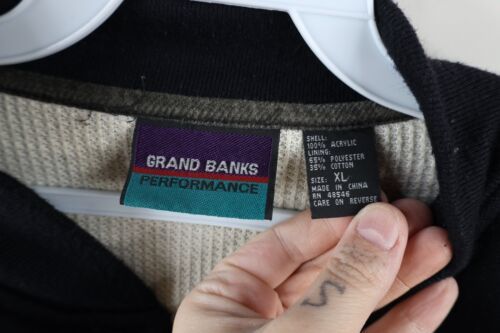 GRAND BANKS
PERFORMANCE
SHELL:
100% ACRYLIC
LINING:
65% POLYESTER
35% COTTON
SIZE: XL
MADE IN CHINA
RN 48546
CARE ON REVERSE